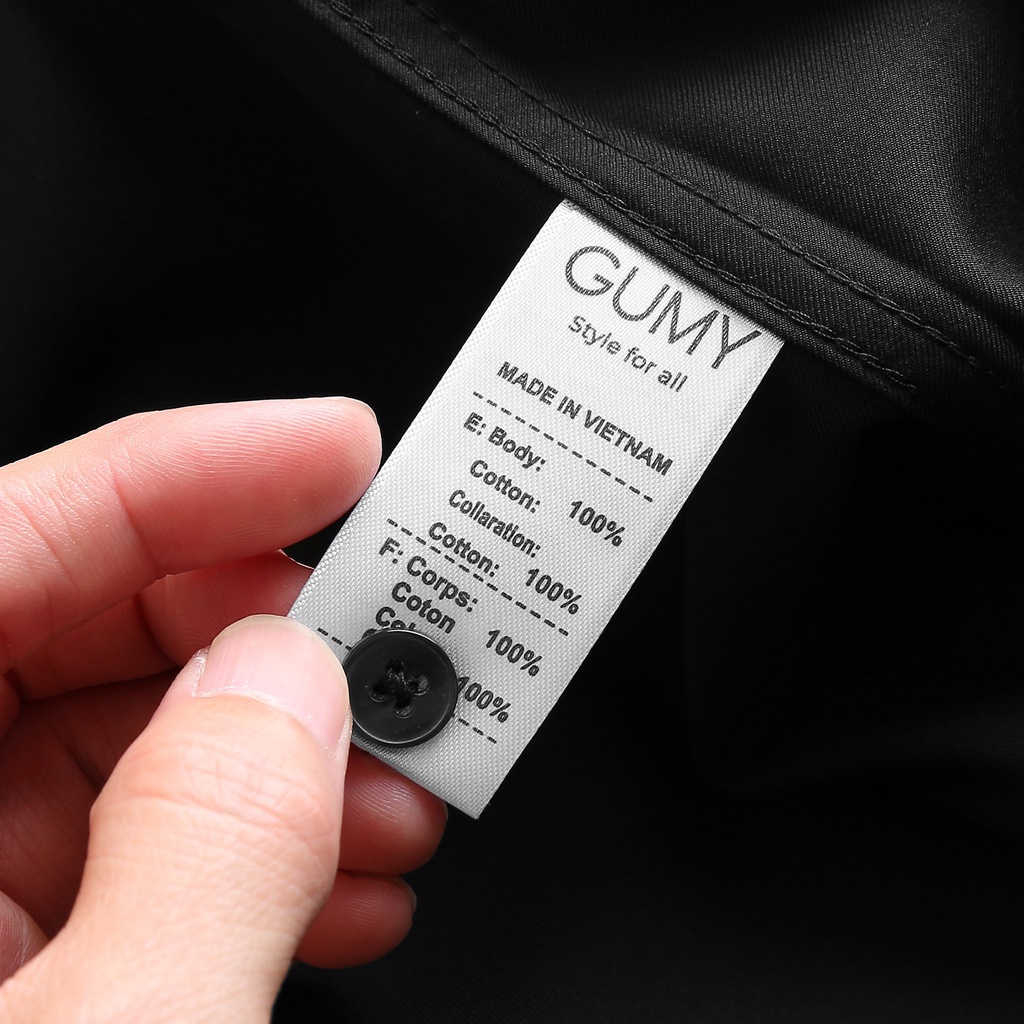 GUMY
Style for all
MADE IN VIETNAM
E: Body:
Cotton: 100%
Collaration:
Cotton: 100%
F: Corps:
Coton 100%
100%